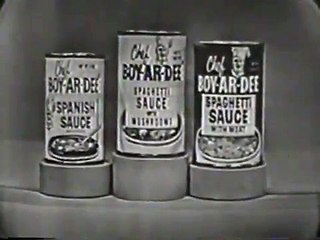 Chef
BOY-AR-DEE
SPANISH
SAUCE
Chef
BOY-AR-DEE
SPAGHETTI
SAUCE
MUSHROOMS
Chef
BOY-AR-DEE
SPAGHETTI
SAUCE
WITH MEAT